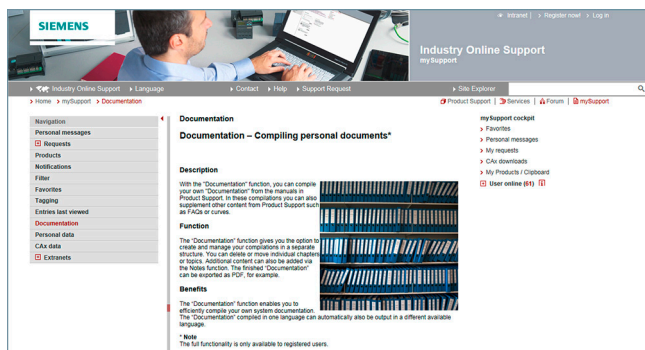 SIEMENS
Intranet | Register now! Log in
Industry Online Support
mySupport
Industry Online Support Language Contact Help Support Request Site Explorer
Home mySupport Documentation
Product Support | Services | Forum | mySupport
Navigation
Personal messages
Requests
Products
Notifications
Filter
Favorites
Tagging
Entries last viewed
Documentation
Personal data
CAx data
Extranets
Documentation
Documentation – Compiling personal documents*
Description
With the "Documentation" function, you can compile
your own "Documentation" from the manuals in
Product Support. In these compilations you can also
supplement other content from Product Support such
as FAQs or curves.
Function
The "Documentation" function gives you the option to
create and manage your compilations in a separate
structure. You can delete or move individual chapters
or topics. Additional content can also be added via
the Notes function. The finished "Documentation"
can be exported as PDF, for example.
Benefits
The "Documentation" function enables you to
efficiently compile your own system documentation.
The "Documentation" compiled in one language can automatically also be output in a different available
language.
* Note
The full functionality is only available to registered users.
mySupport cockpit
Favorites
Personal messages
My requests
CAx downloads
My Products / Clipboard
User online (61)